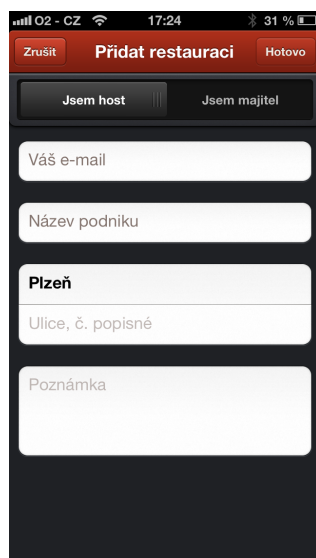 O2 - CZ 17:24 31 %
Zrušit Přidat restauraci Hotovo
Jsem host Jsem majitel
Váš e-mail
Název podniku
Plzeň
Ulice, č. popisné
Poznámka